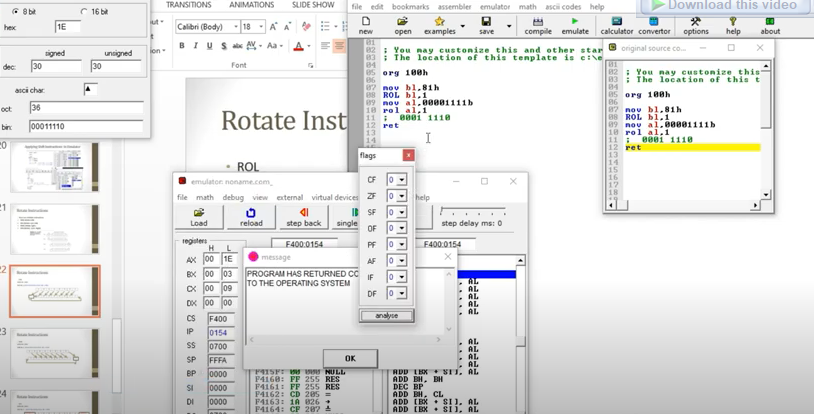 8 bit 16 bit
hex: 1E
signed unsigned
dec: 30 30
ascii char: ▲
oct: 36
bin: 00011110
TRANSITIONS ANIMATIONS SLIDE SHOW
Calibri (Body) 18
B I U S abc
Font
20
21
22
23
24
Rotate Inst
• ROL
file edit bookmarks assembler emulator math ascii codes help
new open examples save compile emulate calculator convertor options help about
Download this video
01
02 ; You may customize this and other star
03 ; The location of this template is c:\e
04
05 org 100h
06
07 mov bl,81h
08 ROL bl,1
09 mov al,00001111b
10 rol al,1
11 ; 0001 1110
12 ret
13
14
original source co...
01
02 ; You may customize this
03 ; The location of this t
04
05 org 100h
06
07 mov bl,81h
08 ROL bl,1
09 mov al,00001111b
10 rol al,1
11 ; 0001 1110
12 ret
13
14
15
16
17
18
flags
CF 0
ZF 0
SF 0
OF 0
PF 0
AF 0
IF 0
DF 0
analyse
emulator: noname.com_
file math debug view external virtual devices help
Load reload step back single step delay ms: 0
registers
F400:0154 F400:0154
H L
AX 00 1E
BX 00 03
CX 00 09
DX 00 00
CS F400
IP 0154
SS 0700
SP FFFA
BP 0000
SI 0000
DI 0000
message
PROGRAM HAS RETURNED CO
TO THE OPERATING SYSTEM
OK
F415F: 00 000 NULL
F4160: FF 255 RES
F4161: FF 255 RES
F4162: CD 205 =
F4163: 1A 026 →
F4164: CF 207
ADD [BX + SI], AL
ADD BH, BH
DEC BP
ADD BH, CL
ADD [BX + SI], AL
ADD [BX + SI], AL